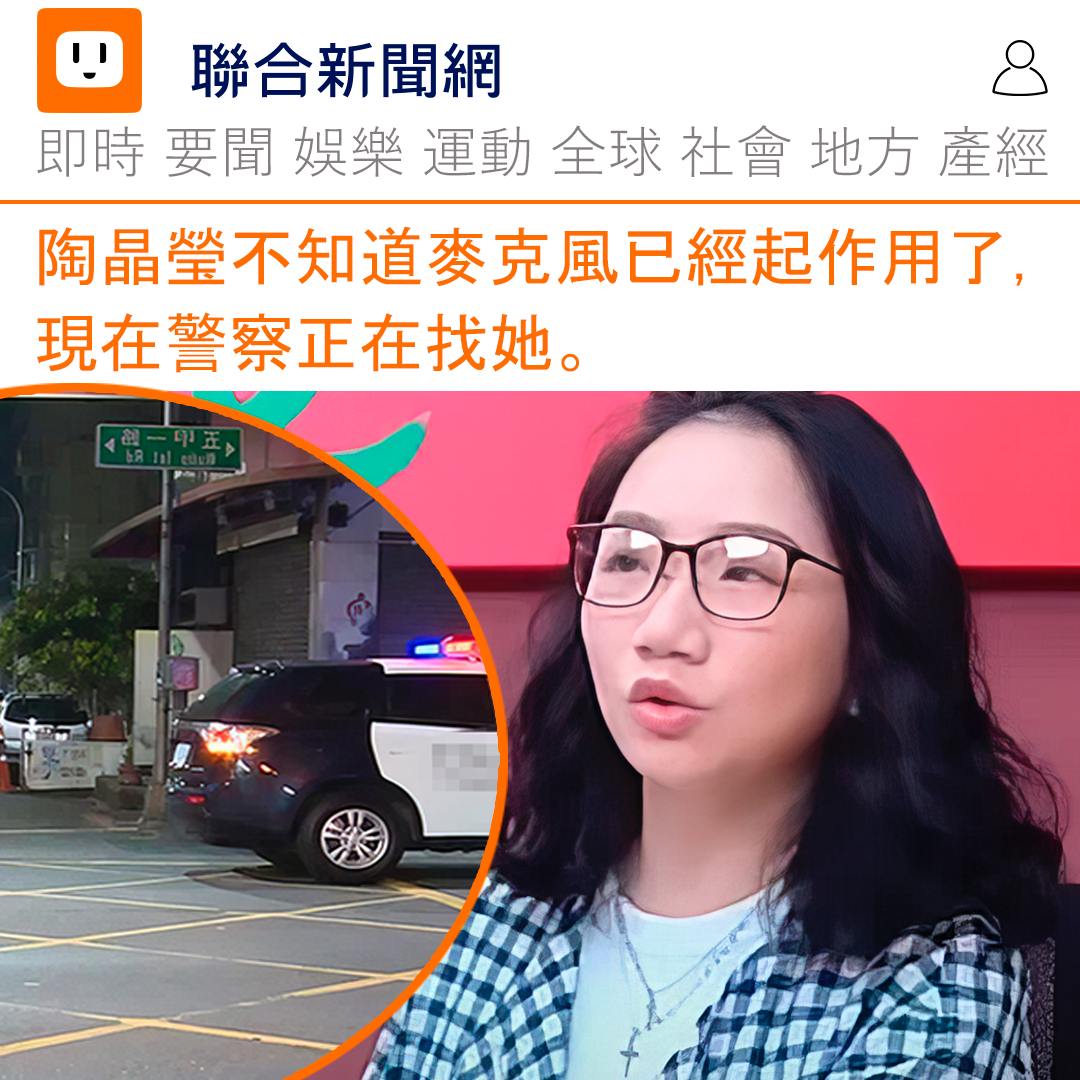 聯合新聞網
即時 要聞 娛樂 運動 全球 社會 地方 產經
陶晶瑩不知道麥克風已經起作用了,
現在警察正在找她。
五甲一路
Wujia 1st Rd